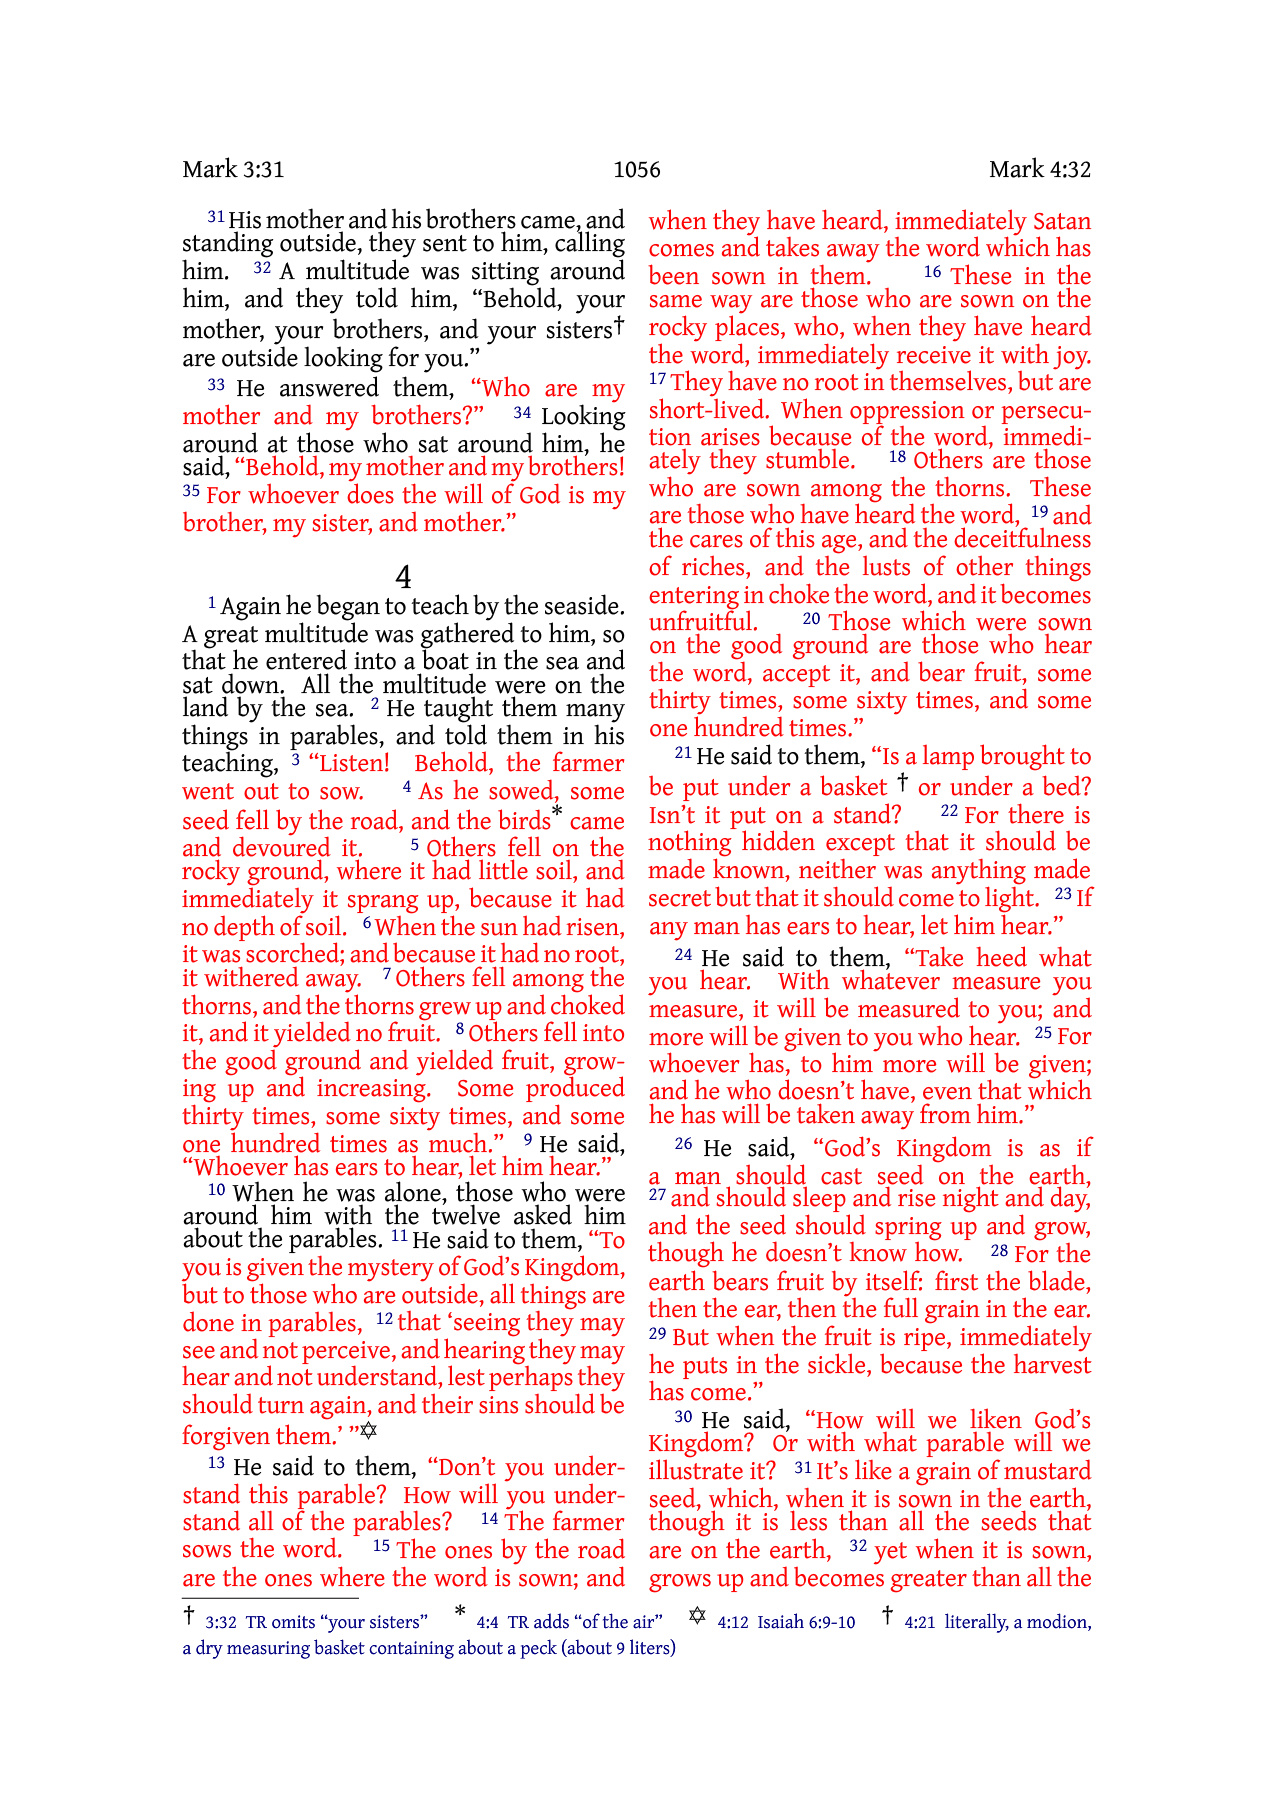 Mark 3:31 1056 Mark 4:32
31 His mother and his brothers came, and
standing outside, they sent to him, calling
him. 32 A multitude was sitting around
him, and they told him, “Behold, your
mother, your brothers, and your sisters†
are outside looking for you.”
33 He answered them, “Who are my
mother and my brothers?” 34 Looking
around at those who sat around him, he
said, “Behold, my mother and my brothers!
35 For whoever does the will of God is my
brother, my sister, and mother.”
4
1 Again he began to teach by the seaside.
A great multitude was gathered to him, so
that he entered into a boat in the sea and
sat down. All the multitude were on the
land by the sea. 2 He taught them many
things in parables, and told them in his
teaching, 3 “Listen! Behold, the farmer
went out to sow. 4 As he sowed, some
seed fell by the road, and the birds* came
and devoured it. 5 Others fell on the
rocky ground, where it had little soil, and
immediately it sprang up, because it had
no depth of soil. 6 When the sun had risen,
it was scorched; and because it had no root,
it withered away. 7 Others fell among the
thorns, and the thorns grew up and choked
it, and it yielded no fruit. 8 Others fell into
the good ground and yielded fruit, grow-
ing up and increasing. Some produced
thirty times, some sixty times, and some
one hundred times as much.” 9 He said,
“Whoever has ears to hear, let him hear.”
10 When he was alone, those who were
around him with the twelve asked him
about the parables. 11 He said to them, “To
you is given the mystery of God’s Kingdom,
but to those who are outside, all things are
done in parables, 12 that ‘seeing they may
see and not perceive, and hearing they may
hear and not understand, lest perhaps they
should turn again, and their sins should be
forgiven them.’ ”✡
13 He said to them, “Don’t you under-
stand this parable? How will you under-
stand all of the parables? 14 The farmer
sows the word. 15 The ones by the road
are the ones where the word is sown; and
when they have heard, immediately Satan
comes and takes away the word which has
been sown in them. 16 These in the
same way are those who are sown on the
rocky places, who, when they have heard
the word, immediately receive it with joy.
17 They have no root in themselves, but are
short-lived. When oppression or persecu-
tion arises because of the word, immedi-
ately they stumble. 18 Others are those
who are sown among the thorns. These
are those who have heard the word, 19 and
the cares of this age, and the deceitfulness
of riches, and the lusts of other things
entering in choke the word, and it becomes
unfruitful. 20 Those which were sown
on the good ground are those who hear
the word, accept it, and bear fruit, some
thirty times, some sixty times, and some
one hundred times.”
21 He said to them, “Is a lamp brought to
be put under a basket † or under a bed?
Isn’t it put on a stand? 22 For there is
nothing hidden except that it should be
made known, neither was anything made
secret but that it should come to light. 23 If
any man has ears to hear, let him hear.”
24 He said to them, “Take heed what
you hear. With whatever measure you
measure, it will be measured to you; and
more will be given to you who hear. 25 For
whoever has, to him more will be given;
and he who doesn’t have, even that which
he has will be taken away from him.”
26 He said, “God’s Kingdom is as if
a man should cast seed on the earth,
27 and should sleep and rise night and day,
and the seed should spring up and grow,
though he doesn’t know how. 28 For the
earth bears fruit by itself: first the blade,
then the ear, then the full grain in the ear.
29 But when the fruit is ripe, immediately
he puts in the sickle, because the harvest
has come.”
30 He said, “How will we liken God’s
Kingdom? Or with what parable will we
illustrate it? 31 It’s like a grain of mustard
seed, which, when it is sown in the earth,
though it is less than all the seeds that
are on the earth, 32 yet when it is sown,
grows up and becomes greater than all the
† 3:32 TR omits “your sisters” * 4:4 TR adds “of the air” ✡ 4:12 Isaiah 6:9-10 † 4:21 literally, a modion,
a dry measuring basket containing about a peck (about 9 liters)